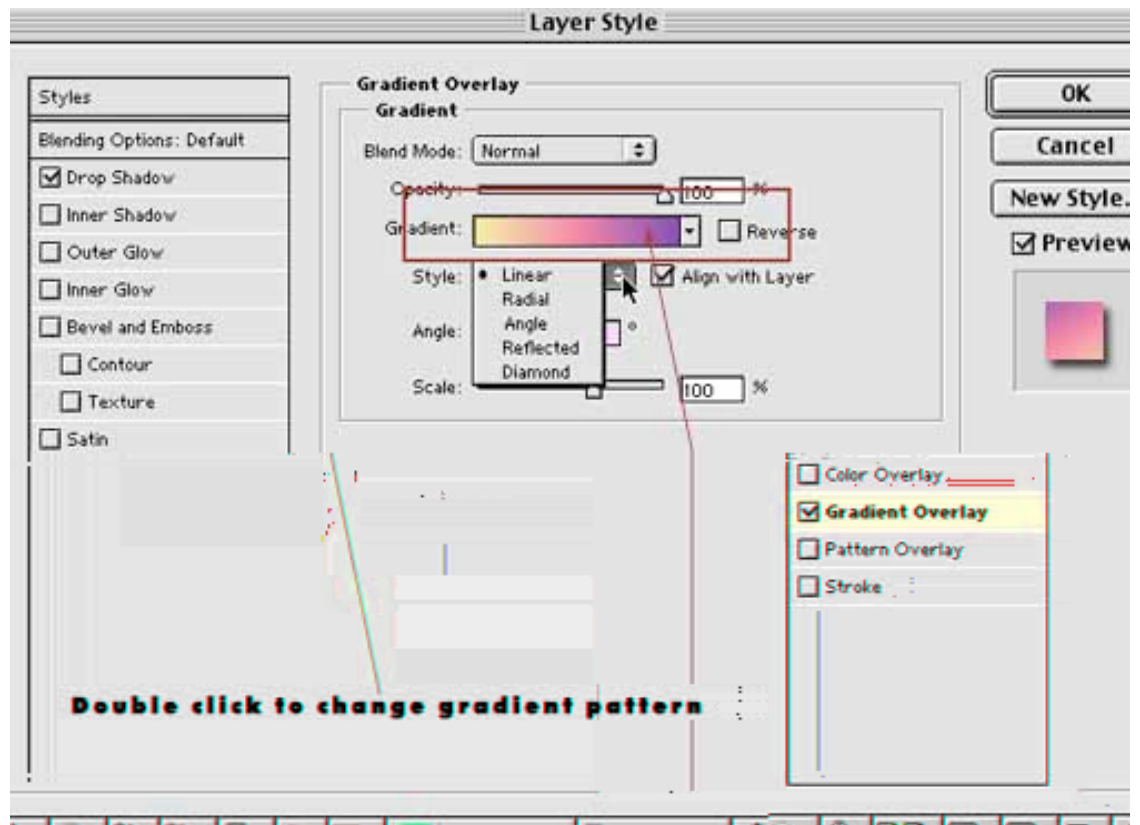 Layer Style
Styles
Blending Options: Default
Drop Shadow
Inner Shadow
Outer Glow
Inner Glow
Bevel and Emboss
Contour
Texture
Satin
Gradient Overlay
Gradient
Blend Mode: Normal
Opacity: 100 %
Gradient: Reverse
Style: Linear Align with Layer
Radial
Angle
Reflected
Diamond
Angle: °
Scale: 100 %
OK
Cancel
New Style.
Preview
Color Overlay
Gradient Overlay
Pattern Overlay
Stroke
Double click to change gradient pattern